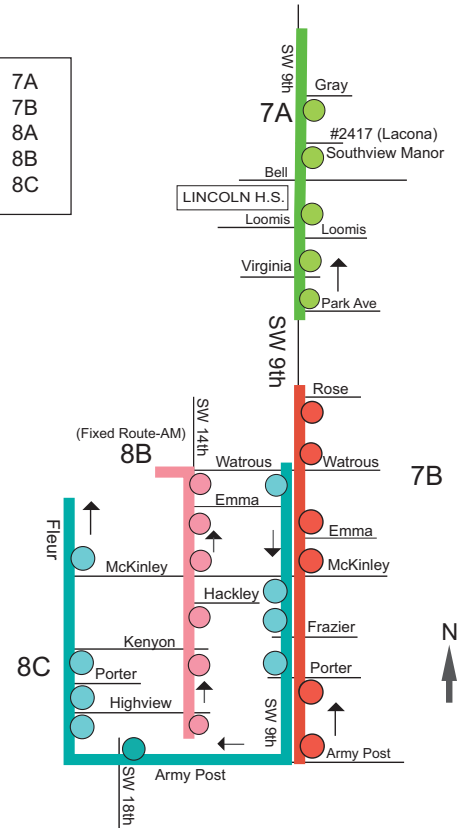 7A
7B
8A
8B
8C
SW 9th
Gray
7A
#2417 (Lacona)
Southview Manor
Bell
LINCOLN H.S.
Loomis
Loomis
Virginia
Park Ave
SW 9th
Rose
SW 14th
(Fixed Route-AM)
8B
Watrous
Watrous
7B
Emma
Emma
Fleur
McKinley
McKinley
Hackley
Frazier
Kenyon
N
8C
Porter
Porter
Highview
SW 9th
Army Post
Army Post
SW 18th